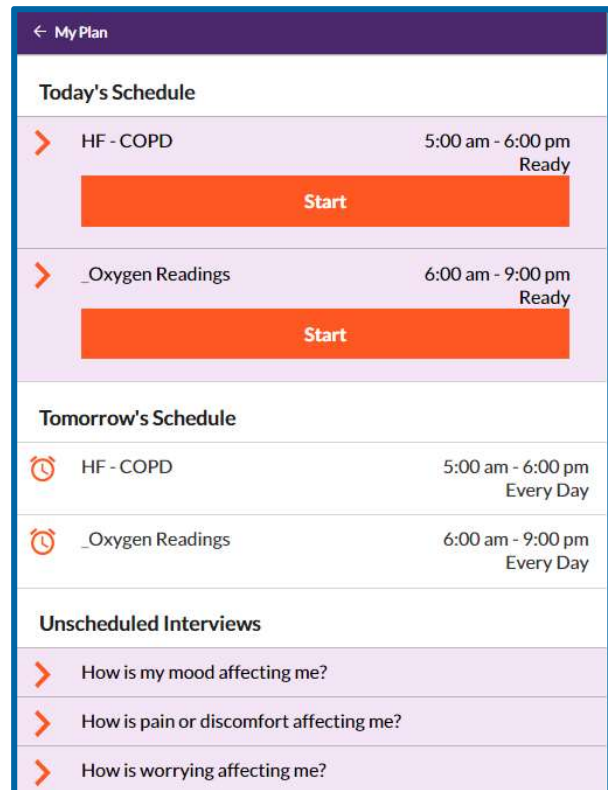 ← My Plan
Today's Schedule
HF - COPD 5:00 am - 6:00 pm
Ready
Start
_Oxygen Readings 6:00 am - 9:00 pm
Ready
Start
Tomorrow's Schedule
HF - COPD 5:00 am - 6:00 pm
Every Day
_Oxygen Readings 6:00 am - 9:00 pm
Every Day
Unscheduled Interviews
How is my mood affecting me?
How is pain or discomfort affecting me?
How is worrying affecting me?